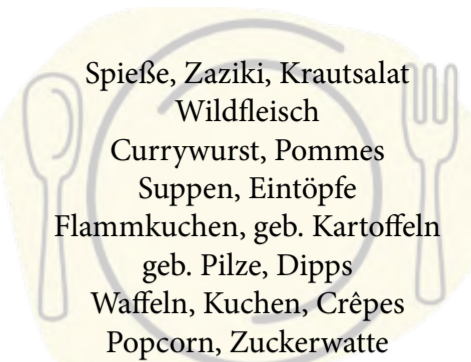 Spieße, Zaziki, Krautsalat
Wildfleisch
Currywurst, Pommes
Suppen, Eintöpfe
Flammkuchen, geb. Kartoffeln
geb. Pilze, Dipps
Waffeln, Kuchen, Crêpes
Popcorn, Zuckerwatte